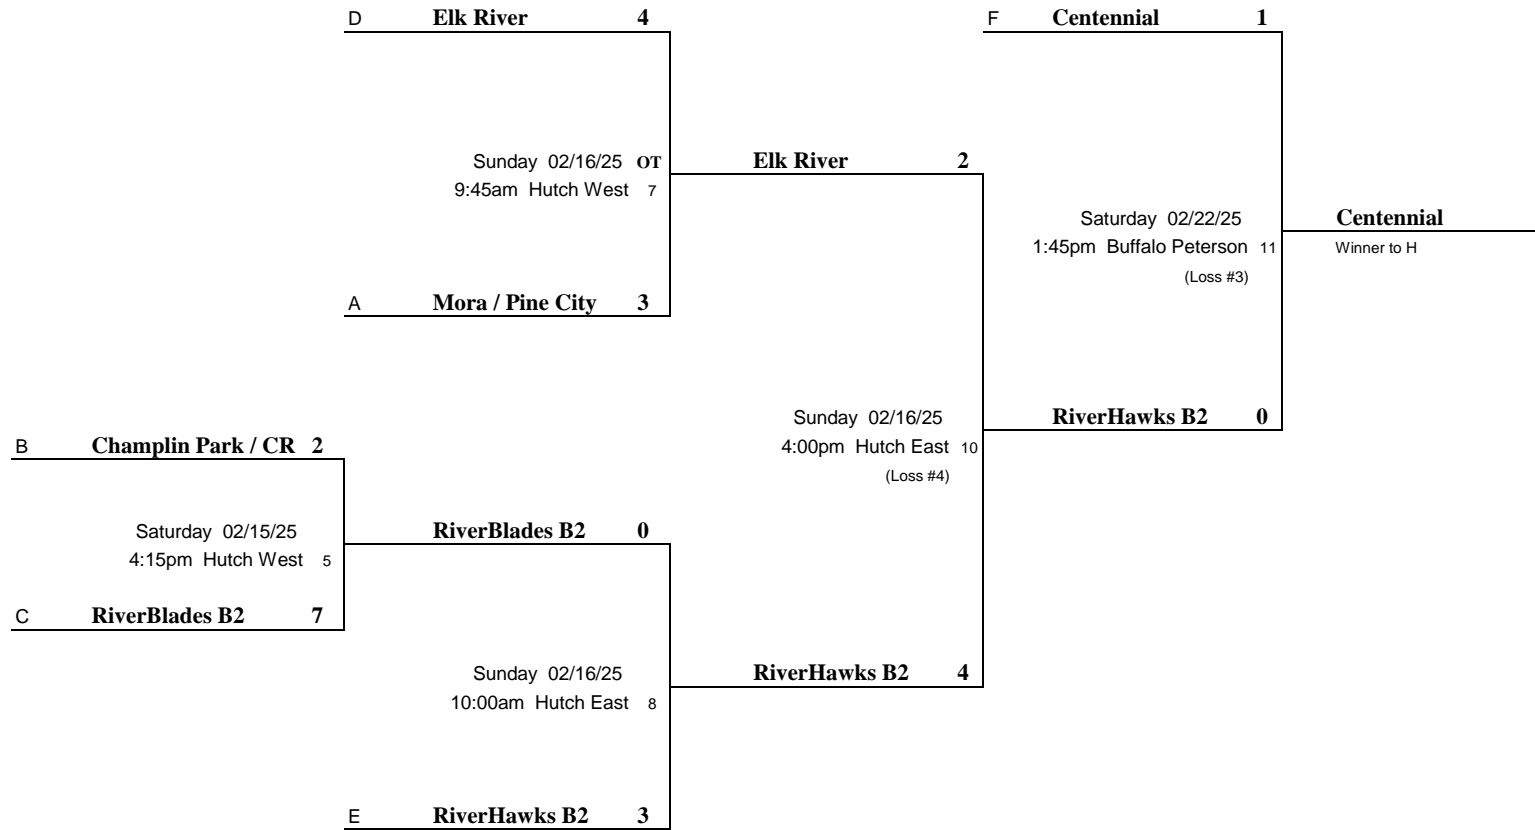 D Elk River 4
F Centennial 1
Sunday 02/16/25 OT
9:45am Hutch West 7
Elk River 2
Saturday 02/22/25
1:45pm Buffalo Peterson 11
(Loss #3)
Centennial
Winner to H
A Mora / Pine City 3
Sunday 02/16/25
4:00pm Hutch East 10
(Loss #4)
RiverHawks B2 0
B Champlin Park / CR 2
Saturday 02/15/25
4:15pm Hutch West 5
RiverBlades B2 0
C RiverBlades B2 7
Sunday 02/16/25
10:00am Hutch East 8
RiverHawks B2 4
E RiverHawks B2 3